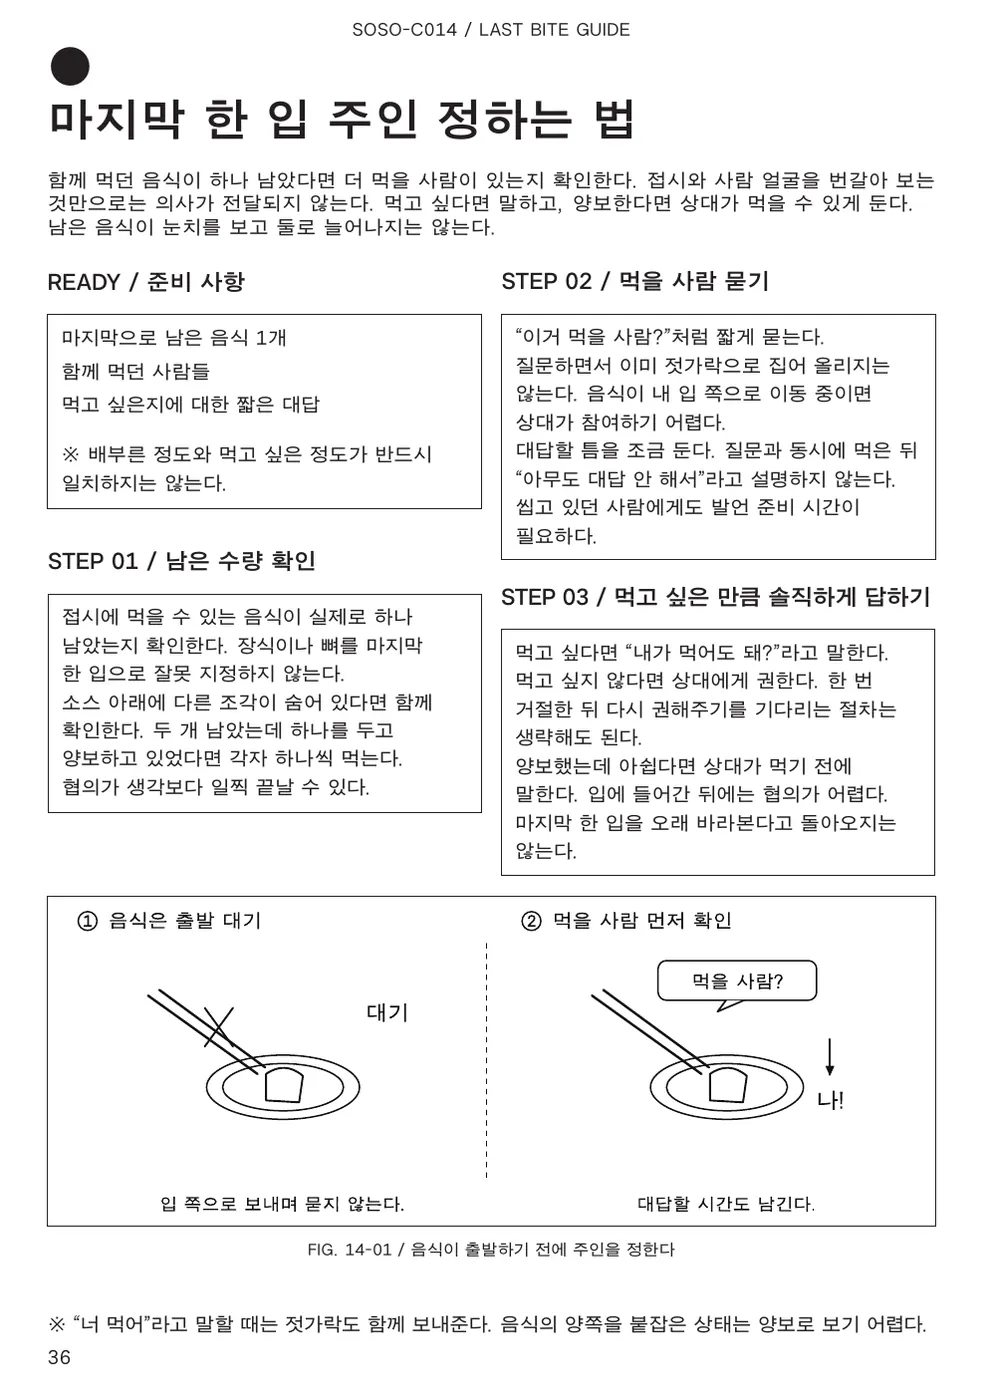 SOSO-C014 / LAST BITE GUIDE
마지막 한 입 주인 정하는 법
함께 먹던 음식이 하나 남았다면 더 먹을 사람이 있는지 확인한다. 접시와 사람 얼굴을 번갈아 보는
것만으로는 의사가 전달되지 않는다. 먹고 싶다면 말하고, 양보한다면 상대가 먹을 수 있게 둔다.
남은 음식이 눈치를 보고 둘로 늘어나지는 않는다.
READY / 준비 사항
마지막으로 남은 음식 1개
함께 먹던 사람들
먹고 싶은지에 대한 짧은 대답
※ 배부른 정도와 먹고 싶은 정도가 반드시
일치하지는 않는다.
STEP 01 / 남은 수량 확인
접시에 먹을 수 있는 음식이 실제로 하나
남았는지 확인한다. 장식이나 뼈를 마지막
한 입으로 잘못 지정하지 않는다.
소스 아래에 다른 조각이 숨어 있다면 함께
확인한다. 두 개 남았는데 하나를 두고
양보하고 있었다면 각자 하나씩 먹는다.
협의가 생각보다 일찍 끝날 수 있다.
STEP 02 / 먹을 사람 묻기
“이거 먹을 사람?”처럼 짧게 묻는다.
질문하면서 이미 젓가락으로 집어 올리지는
않는다. 음식이 내 입 쪽으로 이동 중이면
상대가 참여하기 어렵다.
대답할 틈을 조금 둔다. 질문과 동시에 먹은 뒤
“아무도 대답 안 해서”라고 설명하지 않는다.
씹고 있던 사람에게도 발언 준비 시간이
필요하다.
STEP 03 / 먹고 싶은 만큼 솔직하게 답하기
먹고 싶다면 “내가 먹어도 돼?”라고 말한다.
먹고 싶지 않다면 상대에게 권한다. 한 번
거절한 뒤 다시 권해주기를 기다리는 절차는
생략해도 된다.
양보했는데 아쉽다면 상대가 먹기 전에
말한다. 입에 들어간 뒤에는 협의가 어렵다.
마지막 한 입을 오래 바라본다고 돌아오지는
않는다.
① 음식은 출발 대기
대기
입 쪽으로 보내며 묻지 않는다.
② 먹을 사람 먼저 확인
먹을 사람?
나!
대답할 시간도 남긴다.
FIG. 14-01 / 음식이 출발하기 전에 주인을 정한다
※ “너 먹어”라고 말할 때는 젓가락도 함께 보내준다. 음식의 양쪽을 붙잡은 상태는 양보로 보기 어렵다.
36